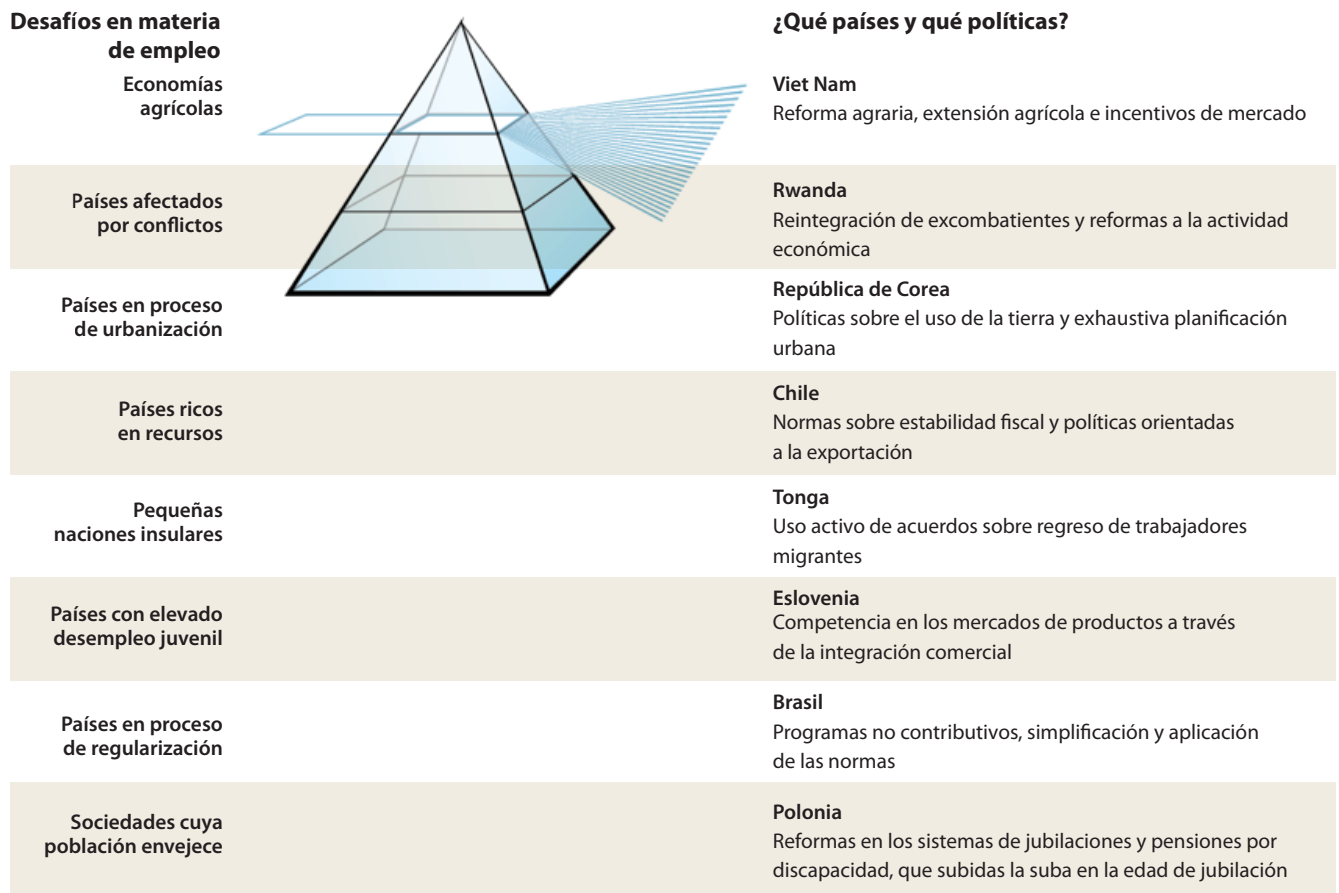 Desafíos en materia
de empleo
¿Qué países y qué políticas?
Economías
agrícolas
Viet Nam
Reforma agraria, extensión agrícola e incentivos de mercado
Países afectados
por conflictos
Rwanda
Reintegración de excombatientes y reformas a la actividad
económica
Países en proceso
de urbanización
República de Corea
Políticas sobre el uso de la tierra y exhaustiva planificación
urbana
Países ricos
en recursos
Chile
Normas sobre estabilidad fiscal y políticas orientadas
a la exportación
Pequeñas
naciones insulares
Tonga
Uso activo de acuerdos sobre regreso de trabajadores
migrantes
Países con elevado
desempleo juvenil
Eslovenia
Competencia en los mercados de productos a través
de la integración comercial
Países en proceso
de regularización
Brasil
Programas no contributivos, simplificación y aplicación
de las normas
Sociedades cuya
población envejece
Polonia
Reformas en los sistemas de jubilaciones y pensiones por
discapacidad, que subidas la suba en la edad de jubilación